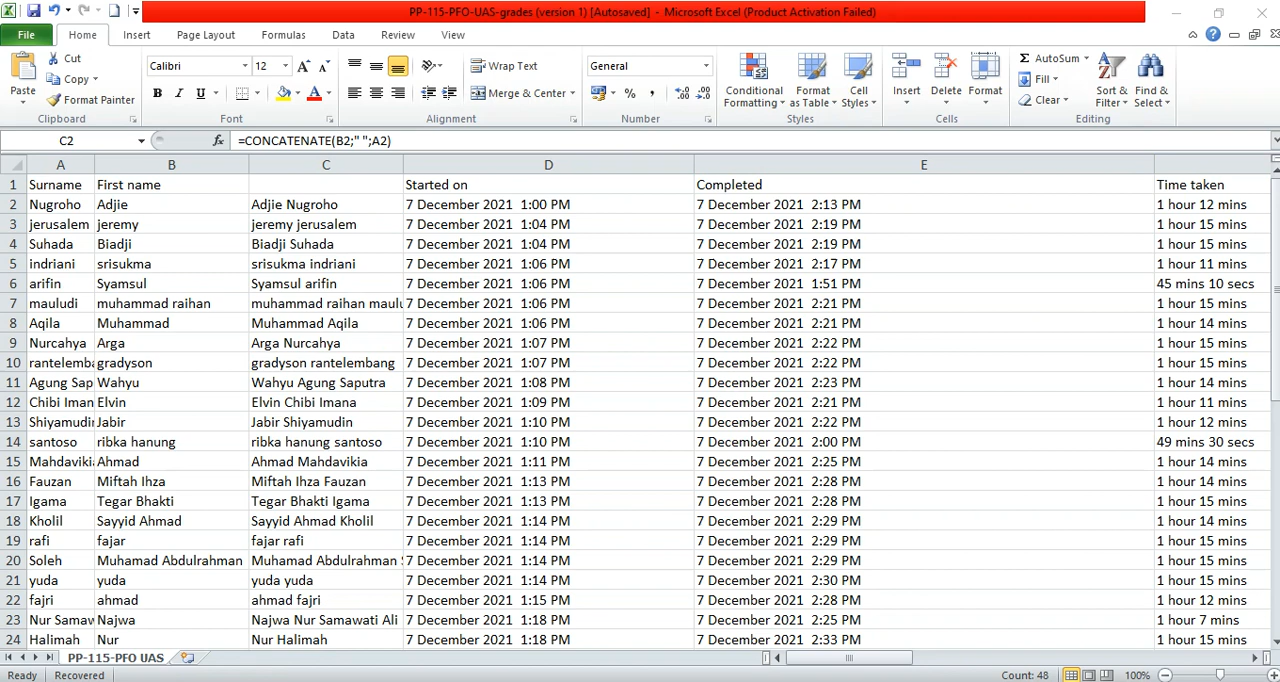 PP-115-PFO-UAS-grades (version 1) [Autosaved] - Microsoft Excel (Product Activation Failed)
File Home Insert Page Layout Formulas Data Review View
Paste Cut Copy Format Painter Clipboard
Calibri 12 A A B I U A Font
Wrap Text Merge & Center Alignment
General % , .0 .00 .00 .0 Number
Conditional Formatting Format as Table Cell Styles Styles
Insert Delete Format Cells
Σ AutoSum Fill Clear Sort & Filter Find & Select Editing
C2 fx =CONCATENATE(B2;" ";A2)
A B C D E
1 Surname First name Started on Completed Time taken
2 Nugroho Adjie Adjie Nugroho 7 December 2021 1:00 PM 7 December 2021 2:13 PM 1 hour 12 mins
3 jerusalem jeremy jeremy jerusalem 7 December 2021 1:04 PM 7 December 2021 2:19 PM 1 hour 15 mins
4 Suhada Biadji Biadji Suhada 7 December 2021 1:04 PM 7 December 2021 2:19 PM 1 hour 15 mins
5 indriani srisukma srisukma indriani 7 December 2021 1:06 PM 7 December 2021 2:17 PM 1 hour 11 mins
6 arifin Syamsul Syamsul arifin 7 December 2021 1:06 PM 7 December 2021 1:51 PM 45 mins 10 secs
7 mauludi muhammad raihan muhammad raihan maulu 7 December 2021 1:06 PM 7 December 2021 2:21 PM 1 hour 15 mins
8 Aqila Muhammad Muhammad Aqila 7 December 2021 1:06 PM 7 December 2021 2:21 PM 1 hour 14 mins
9 Nurcahya Arga Arga Nurcahya 7 December 2021 1:07 PM 7 December 2021 2:22 PM 1 hour 15 mins
10 rantelemba gradyson gradyson rantelembang 7 December 2021 1:07 PM 7 December 2021 2:22 PM 1 hour 15 mins
11 Agung Sap Wahyu Wahyu Agung Saputra 7 December 2021 1:08 PM 7 December 2021 2:23 PM 1 hour 14 mins
12 Chibi Iman Elvin Elvin Chibi Imana 7 December 2021 1:09 PM 7 December 2021 2:21 PM 1 hour 11 mins
13 Shiyamudi Jabir Jabir Shiyamudin 7 December 2021 1:10 PM 7 December 2021 2:22 PM 1 hour 12 mins
14 santoso ribka hanung ribka hanung santoso 7 December 2021 1:10 PM 7 December 2021 2:00 PM 49 mins 30 secs
15 Mahdaviki Ahmad Ahmad Mahdavikia 7 December 2021 1:11 PM 7 December 2021 2:25 PM 1 hour 14 mins
16 Fauzan Miftah Ihza Miftah Ihza Fauzan 7 December 2021 1:13 PM 7 December 2021 2:28 PM 1 hour 14 mins
17 Igama Tegar Bhakti Tegar Bhakti Igama 7 December 2021 1:13 PM 7 December 2021 2:28 PM 1 hour 15 mins
18 Kholil Sayyid Ahmad Sayyid Ahmad Kholil 7 December 2021 1:14 PM 7 December 2021 2:29 PM 1 hour 14 mins
19 rafi fajar fajar rafi 7 December 2021 1:14 PM 7 December 2021 2:29 PM 1 hour 15 mins
20 Soleh Muhamad Abdulrahman Muhamad Abdulrahman S 7 December 2021 1:14 PM 7 December 2021 2:29 PM 1 hour 15 mins
21 yuda yuda yuda yuda 7 December 2021 1:14 PM 7 December 2021 2:30 PM 1 hour 15 mins
22 fajri ahmad ahmad fajri 7 December 2021 1:15 PM 7 December 2021 2:28 PM 1 hour 12 mins
23 Nur Samaw Najwa Najwa Nur Samawati Ali 7 December 2021 1:18 PM 7 December 2021 2:25 PM 1 hour 7 mins
24 Halimah Nur Nur Halimah 7 December 2021 1:18 PM 7 December 2021 2:33 PM 1 hour 15 mins
PP-115-PFO UAS
Ready Recovered Count: 48 100%